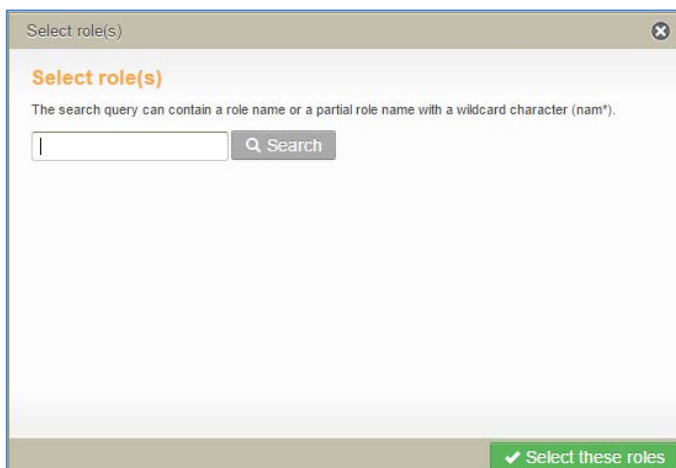 Select role(s)
Select role(s)
The search query can contain a role name or a partial role name with a wildcard character (nam*).
Search
Select these roles